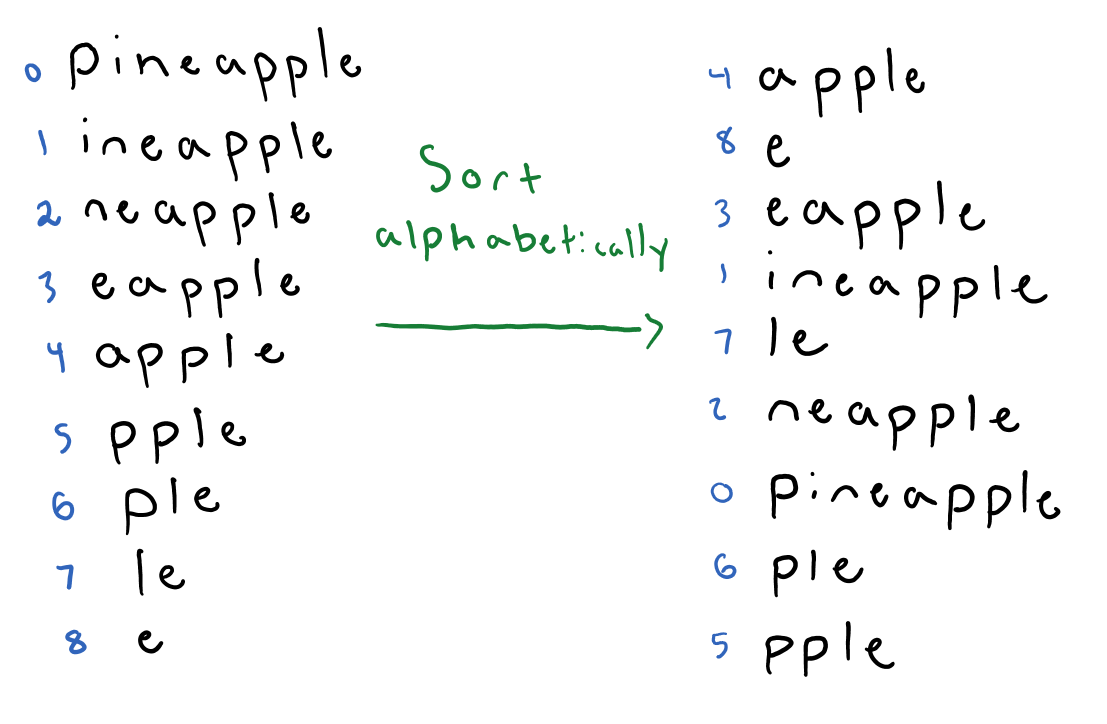 0 pineapple
1 ineapple
2 neapple
3 eapple
4 apple
5 pple
6 ple
7 le
8 e
Sort
alphabetically
4 apple
8 e
3 eapple
1 ineapple
7 le
2 neapple
0 pineapple
6 ple
5 pple